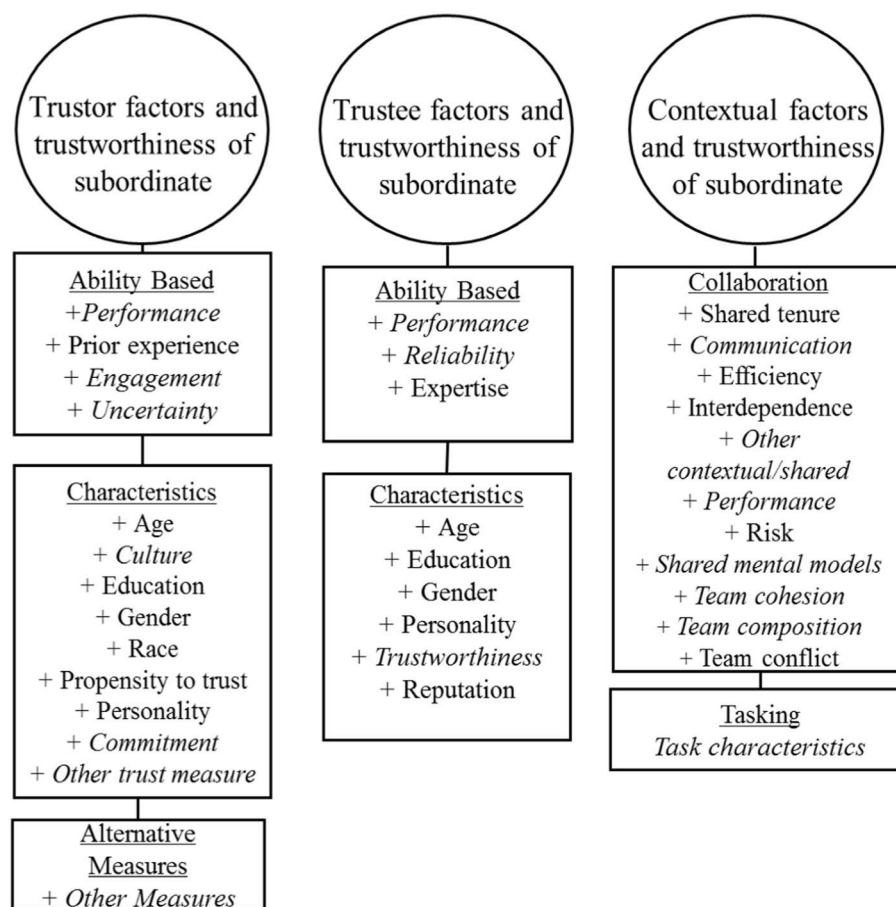 Trustor factors and
trustworthiness of
subordinate
Ability Based
+Performance
+ Prior experience
+ Engagement
+ Uncertainty
Characteristics
+ Age
+ Culture
+ Education
+ Gender
+ Race
+ Propensity to trust
+ Personality
+ Commitment
+ Other trust measure
Alternative
Measures
+ Other Measures
Trustee factors and
trustworthiness of
subordinate
Ability Based
+ Performance
+ Reliability
+ Expertise
Characteristics
+ Age
+ Education
+ Gender
+ Personality
+ Trustworthiness
+ Reputation
Contextual factors
and trustworthiness
of subordinate
Collaboration
+ Shared tenure
+ Communication
+ Efficiency
+ Interdependence
+ Other
contextual/shared
+ Performance
+ Risk
+ Shared mental models
+ Team cohesion
+ Team composition
+ Team conflict
Tasking
Task characteristics